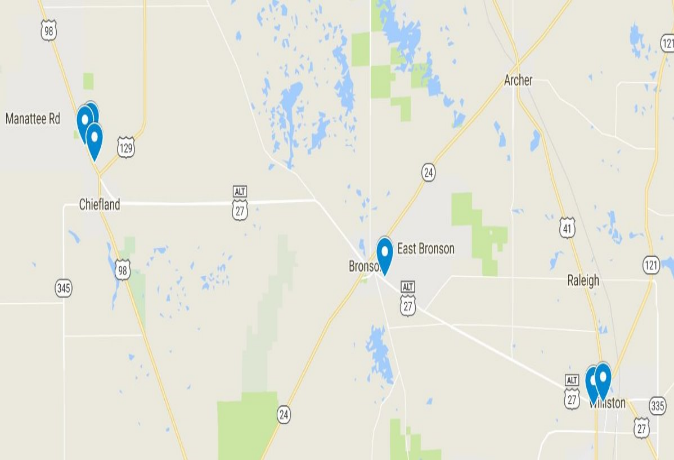 98
121
Archer
Manattee Rd
129
24
ALT
27
Chiefland
41
East Bronson
Bronson
98
121
345
ALT
27
Raleigh
ALT
27
Williston
335
24
27